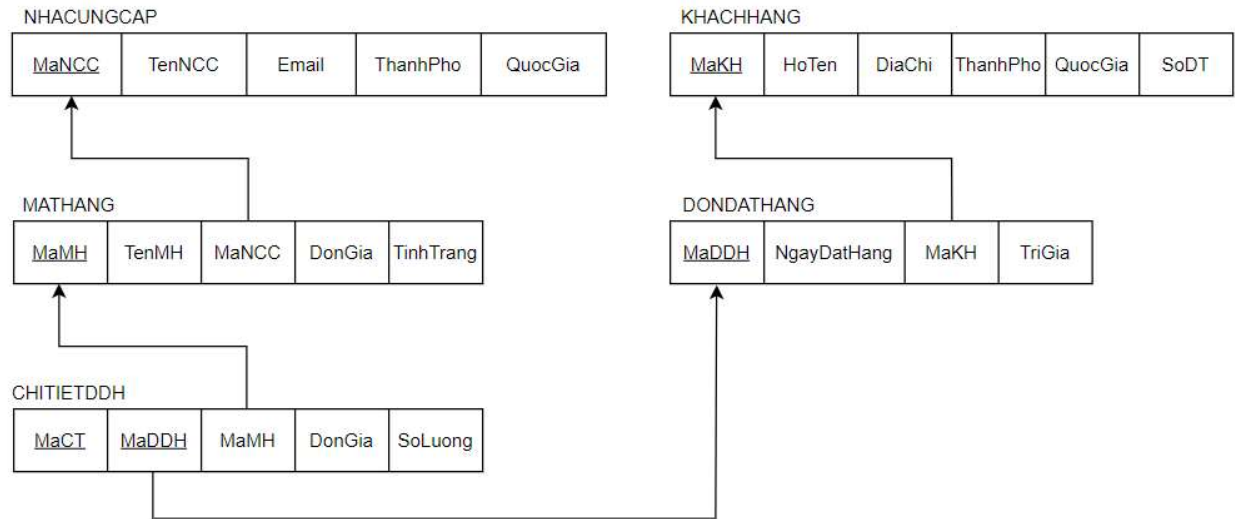 NHACUNGCAP
MaNCC TenNCC Email ThanhPho QuocGia
KHACHHANG
MaKH HoTen DiaChi ThanhPho QuocGia SoDT
MATHANG
MaMH TenMH MaNCC DonGia TinhTrang
DONDATHANG
MaDDH NgayDatHang MaKH TriGia
CHITIETDDH
MaCT MaDDH MaMH DonGia SoLuong